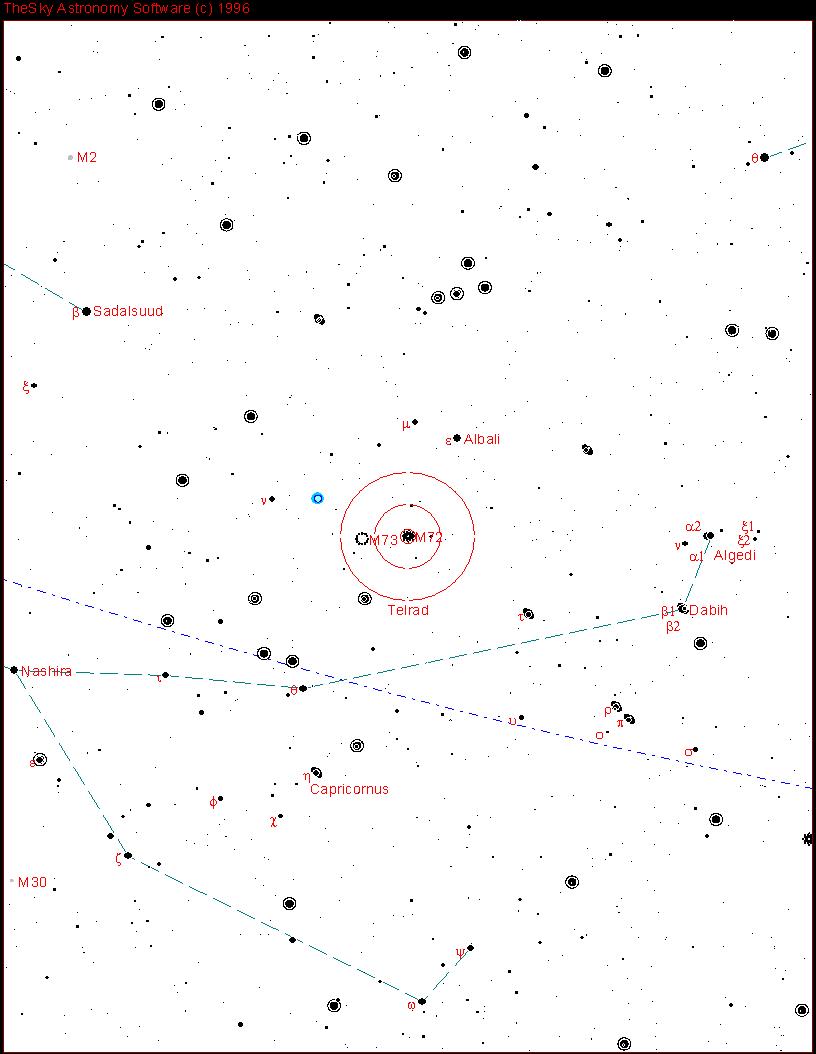 TheSky Astronomy Software (c) 1996
M2
θ
β Sadalsuud
ξ
μ
ε Albali
ν
M73
M72
α2
ξ1
ξ2
ν
α1
Algedi
Telrad
τ
β1
Dabih
β2
Nashira
ι
θ
ρ
π
υ
ο
σ
ε
η
Capricornus
φ
χ
ζ
M30
ψ
ω